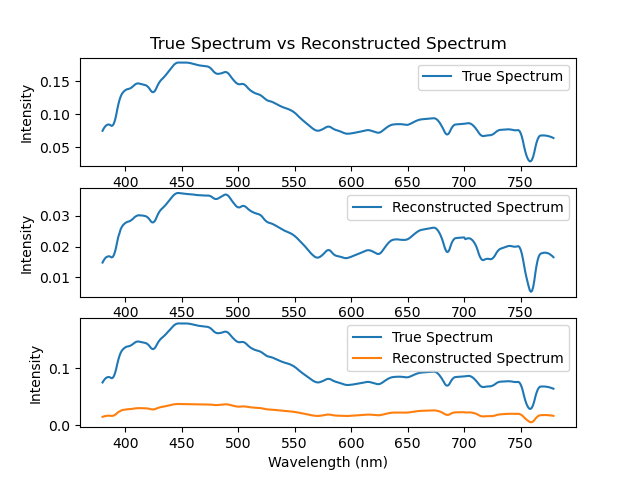 True Spectrum vs Reconstructed Spectrum
True Spectrum
Intensity
0.15
0.10
0.05
400 450 500 550 600 650 700 750
Reconstructed Spectrum
Intensity
0.03
0.02
0.01
400 450 500 550 600 650 700 750
True Spectrum
Reconstructed Spectrum
Intensity
0.1
0.0
400 450 500 550 600 650 700 750
Wavelength (nm)